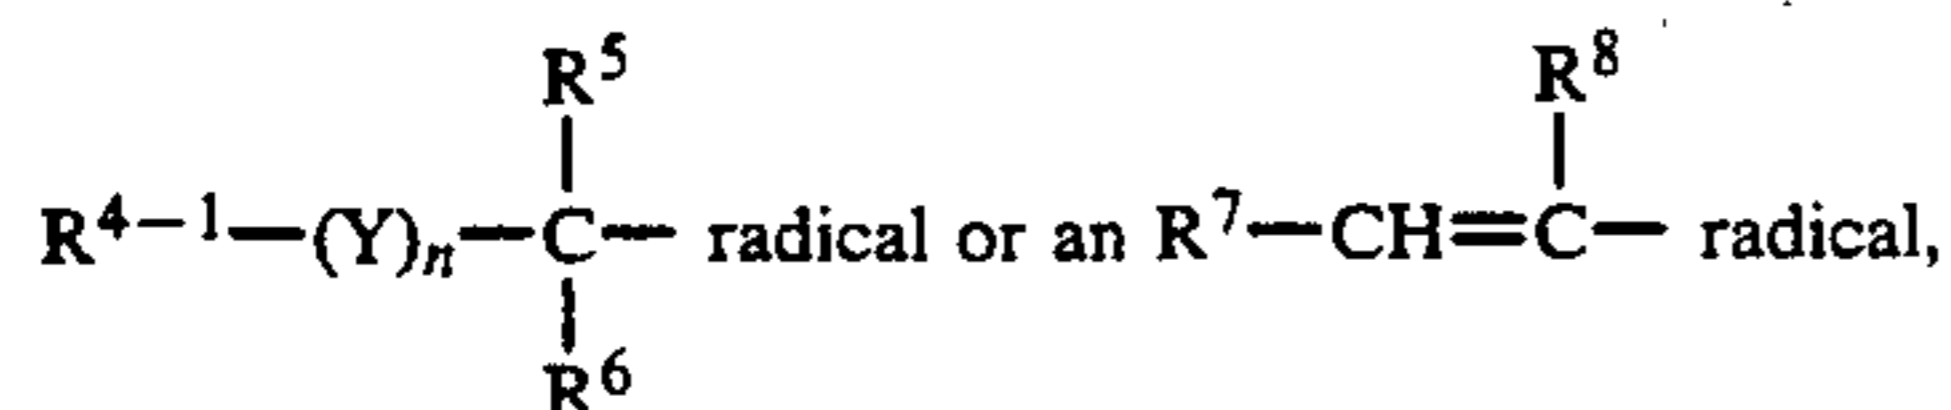 R⁵ R⁸
R⁴⁻¹—(Y)ₙ—C— radical or an R⁷—CH=C— radical,
R⁶